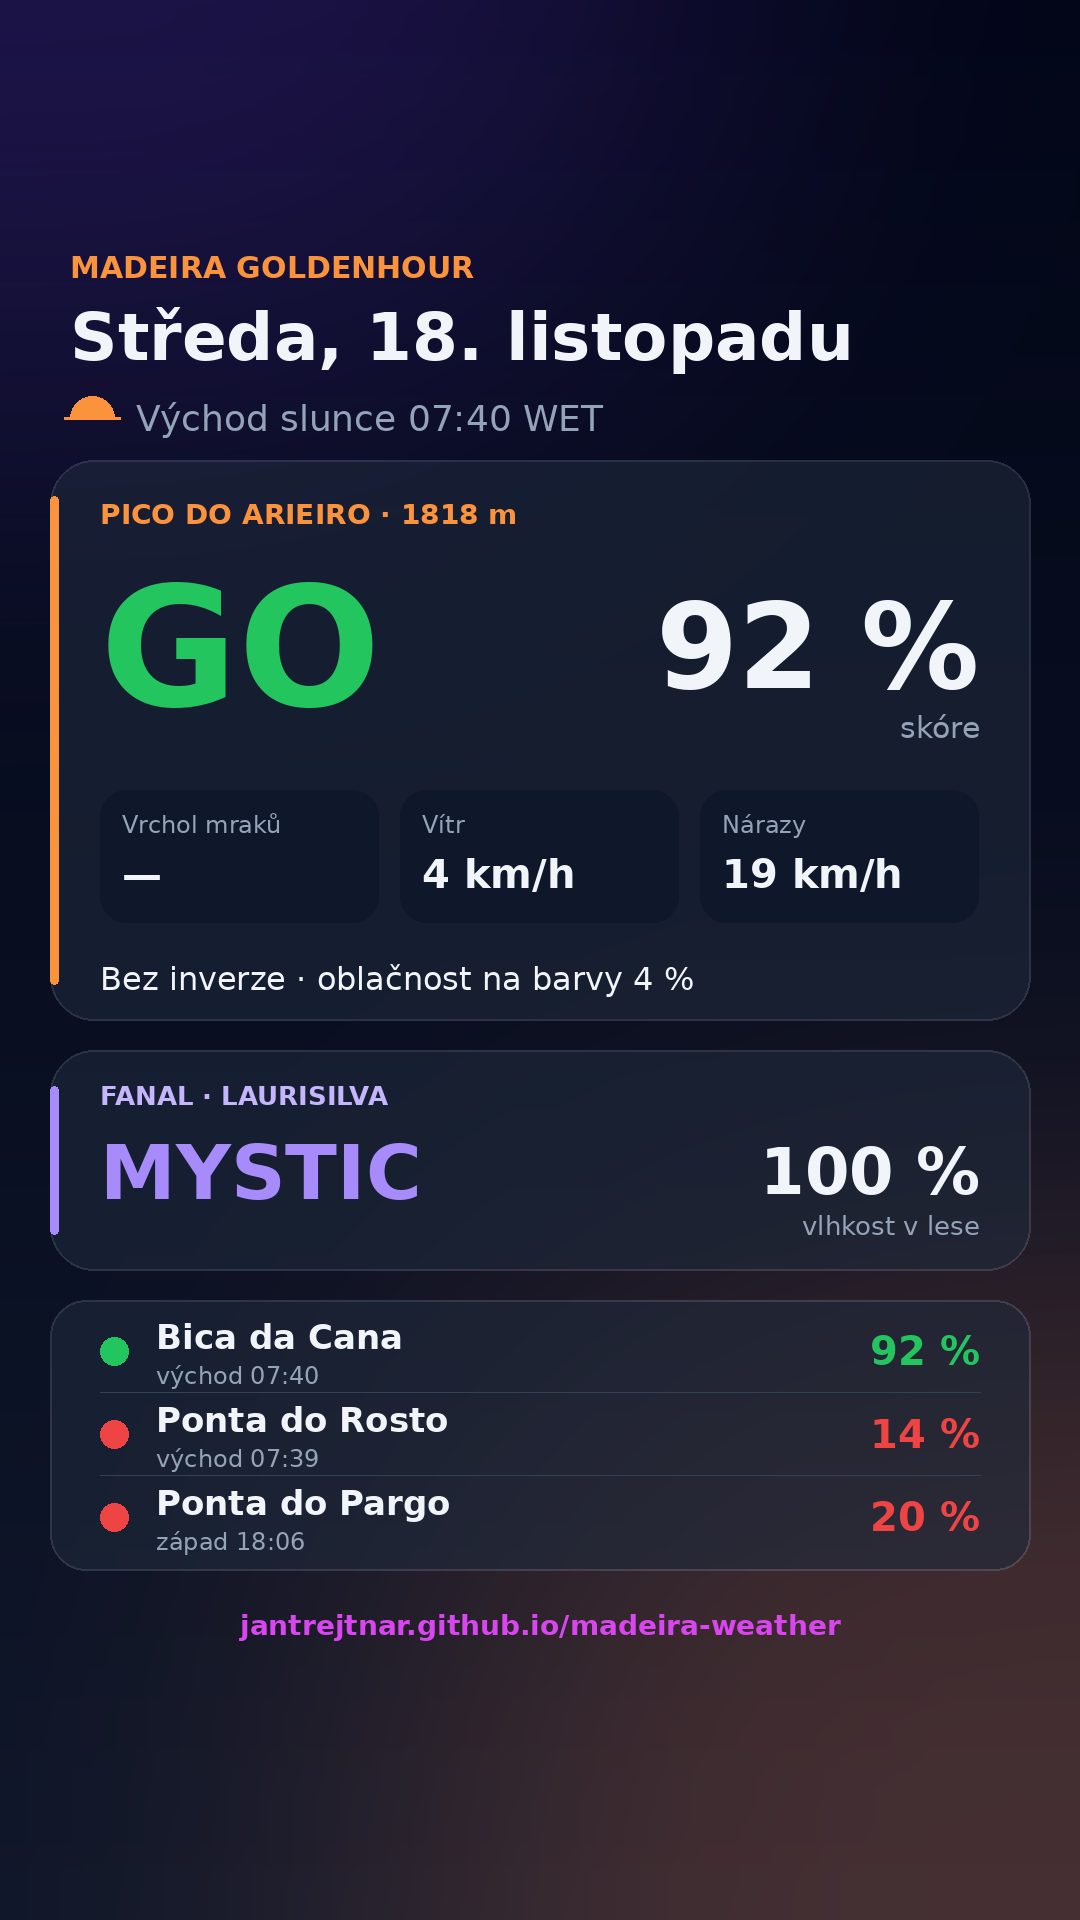 MADEIRA GOLDENHOUR
Středa, 18. listopadu
Východ slunce 07:40 WET
PICO DO ARIEIRO · 1818 m
GO
92 %
skóre
Vrchol mraků
—
Vítr
4 km/h
Nárazy
19 km/h
Bez inverze · oblačnost na barvy 4 %
FANAL · LAURISILVA
MYSTIC
100 %
vlhkost v lese
Bica da Cana
východ 07:40
92 %
Ponta do Rosto
východ 07:39
14 %
Ponta do Pargo
západ 18:06
20 %
jantrejtnar.github.io/madeira-weather